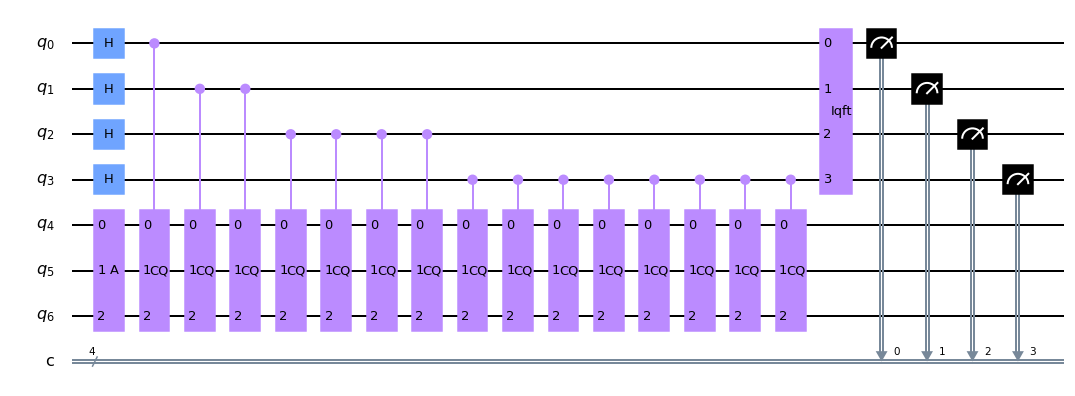 q0 H 0
q1 H 1
Iqft
q2 H 2
q3 H 3
q4 0 0 0 0 0 0 0 0 0 0 0 0 0 0 0 0
q5 1 A 1CQ 1CQ 1CQ 1CQ 1CQ 1CQ 1CQ 1CQ 1CQ 1CQ 1CQ 1CQ 1CQ 1CQ 1CQ
q6 2 2 2 2 2 2 2 2 2 2 2 2 2 2 2 2
4 0 1 2 3
c